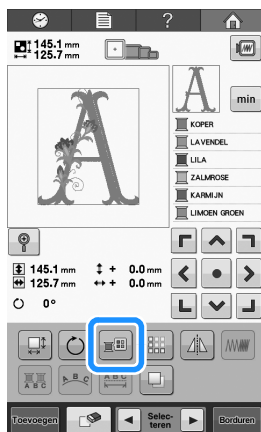 ?
145.1 mm
125.7 mm
min
KOPER
LAVENDEL
LILA
ZALMROSE
KARMIJN
LIMOEN GROEN
145.1 mm + 0.0 mm
125.7 mm + 0.0 mm
0°
A B C A B C A B C
Toevoegen Selec-
teren Borduren